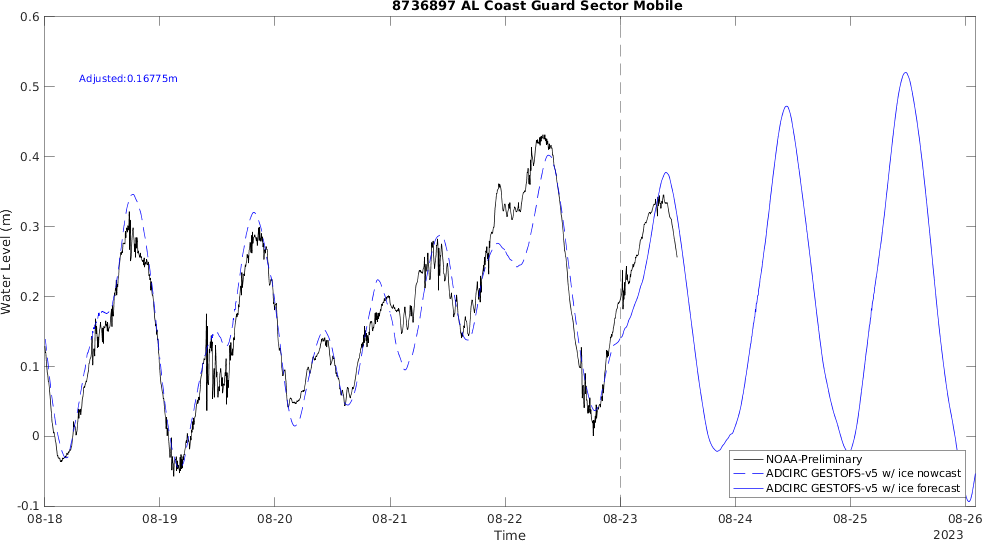 8736897 AL Coast Guard Sector Mobile
0.6
0.5
0.4
0.3
0.2
0.1
0
-0.1
Water Level (m)
Adjusted:0.16775m
NOAA-Preliminary
ADCIRC GESTOFS-v5 w/ ice nowcast
ADCIRC GESTOFS-v5 w/ ice forecast
08-18 08-19 08-20 08-21 08-22 08-23 08-24 08-25 08-26
Time
2023